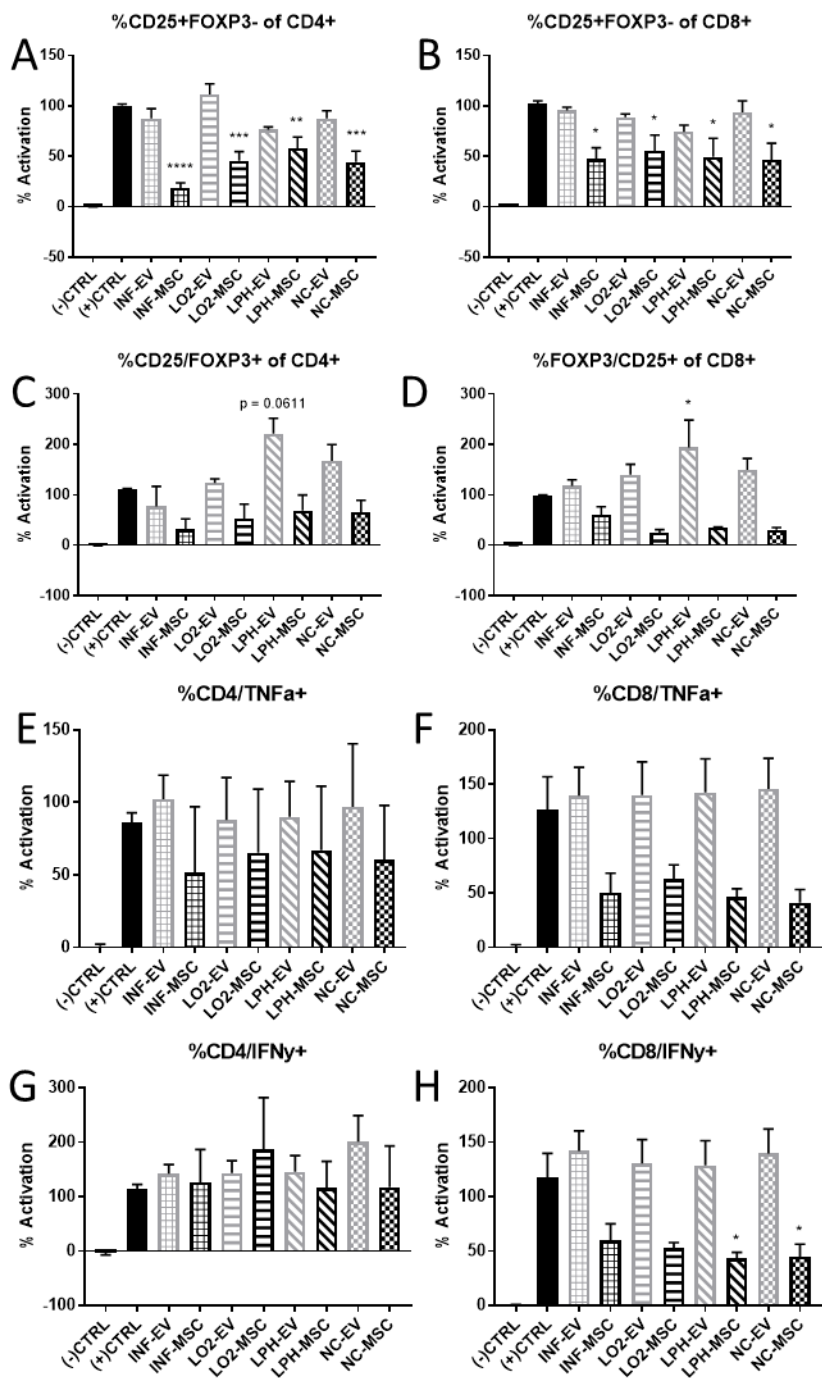 A
%CD25+FOXP3- of CD4+
% Activation
150
100
50
0
-50
****
***
**
***
(-)CTRL
(+)CTRL
INF-EV
INF-MSC
LO2-EV
LO2-MSC
LPH-EV
LPH-MSC
NC-EV
NC-MSC
B
%CD25+FOXP3- of CD8+
% Activation
150
100
50
0
-50
*
*
*
*
(-)CTRL
(+)CTRL
INF-EV
INF-MSC
LO2-EV
LO2-MSC
LPH-EV
LPH-MSC
NC-EV
NC-MSC
C
%CD25/FOXP3+ of CD4+
% Activation
300
200
100
0
-100
p = 0.0611
(-)CTRL
(+)CTRL
INF-EV
INF-MSC
LO2-EV
LO2-MSC
LPH-EV
LPH-MSC
NC-EV
NC-MSC
D
%FOXP3/CD25+ of CD8+
% Activation
300
200
100
0
-100
*
(-)CTRL
(+)CTRL
INF-EV
INF-MSC
LO2-EV
LO2-MSC
LPH-EV
LPH-MSC
NC-EV
NC-MSC
E
%CD4/TNFa+
% Activation
150
100
50
0
(-)CTRL
(+)CTRL
INF-EV
INF-MSC
LO2-EV
LO2-MSC
LPH-EV
LPH-MSC
NC-EV
NC-MSC
F
%CD8/TNFa+
% Activation
200
150
100
50
0
(-)CTRL
(+)CTRL
INF-EV
INF-MSC
LO2-EV
LO2-MSC
LPH-EV
LPH-MSC
NC-EV
NC-MSC
G
%CD4/IFNy+
% Activation
300
200
100
0
-100
(-)CTRL
(+)CTRL
INF-EV
INF-MSC
LO2-EV
LO2-MSC
LPH-EV
LPH-MSC
NC-EV
NC-MSC
H
%CD8/IFNy+
% Activation
200
150
100
50
0
*
*
(-)CTRL
(+)CTRL
INF-EV
INF-MSC
LO2-EV
LO2-MSC
LPH-EV
LPH-MSC
NC-EV
NC-MSC